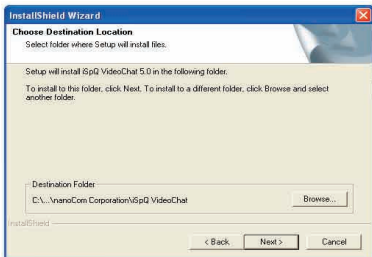 InstallShield Wizard
Choose Destination Location
Select folder where Setup will install files.
Setup will install iSpQ VideoChat 5.0 in the following folder.
To install to this folder, click Next. To install to a different folder, click Browse and select
another folder.
Destination Folder
C:\...\nanoCom Corporation\iSpQ VideoChat
Browse...
InstallShield
< Back
Next >
Cancel